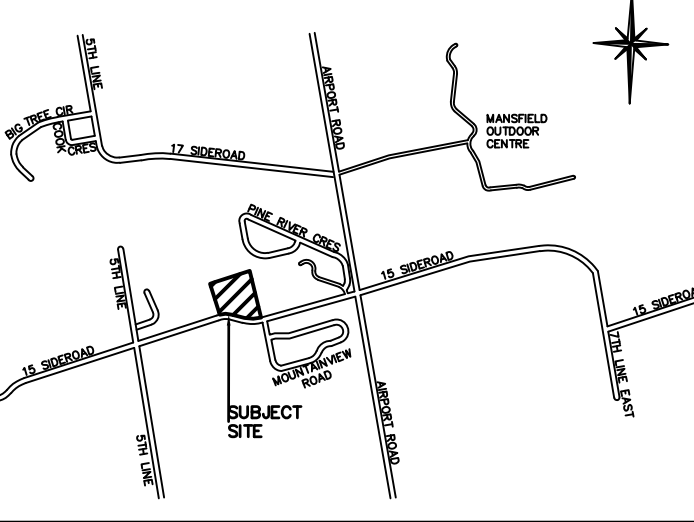 5TH LINE
AIRPORT ROAD
BIG TREE CIR
COOK
CRES
17 SIDEROAD
MANSFIELD
OUTDOOR
CENTRE
PINE RIVER CRES
5TH LINE
15 SIDEROAD
15 SIDEROA
15 SIDEROAD
MOUNTAINVIEW
ROAD
7TH LINE EAST
SUBJECT
SITE
AIRPORT ROAD
5TH LINE